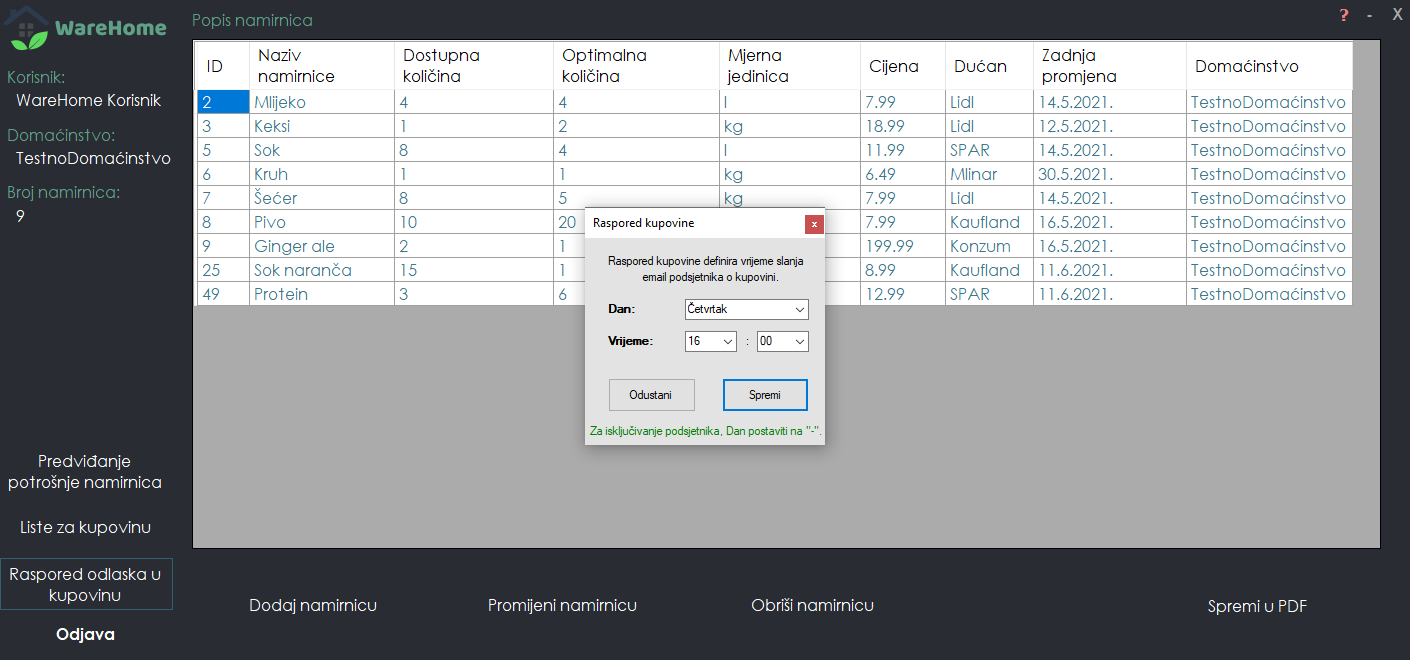 WareHome
Popis namirnica
? - X
Korisnik:
WareHome Korisnik
Domaćinstvo:
TestnoDomaćinstvo
Broj namirnica:
9
ID Naziv namirnice Dostupna količina Optimalna količina Mjerna jedinica Cijena Dućan Zadnja promjena Domaćinstvo
2 Mlijeko 4 4 l 7.99 Lidl 14.5.2021. TestnoDomaćinstvo
3 Keksi 1 2 kg 18.99 Lidl 12.5.2021. TestnoDomaćinstvo
5 Sok 8 4 l 11.99 SPAR 14.5.2021. TestnoDomaćinstvo
6 Kruh 1 1 kg 6.49 Mlinar 30.5.2021. TestnoDomaćinstvo
7 Šećer 8 5 kg 7.99 Lidl 14.5.2021. TestnoDomaćinstvo
8 Pivo 10 20 7.99 Kaufland 16.5.2021. TestnoDomaćinstvo
9 Ginger ale 2 1 199.99 Konzum 16.5.2021. TestnoDomaćinstvo
25 Sok naranča 15 1 8.99 Kaufland 11.6.2021. TestnoDomaćinstvo
49 Protein 3 6 12.99 SPAR 11.6.2021. TestnoDomaćinstvo
Raspored kupovine x
Raspored kupovine definira vrijeme slanja
email podsjetnika o kupovini.
Dan: Četvrtak
Vrijeme: 16 : 00
Odustani Spremi
Za isključivanje podsjetnika, Dan postaviti na "-".
Predviđanje
potrošnje namirnica
Liste za kupovinu
Raspored odlaska u
kupovinu
Odjava
Dodaj namirnicu Promijeni namirnicu Obriši namirnicu Spremi u PDF